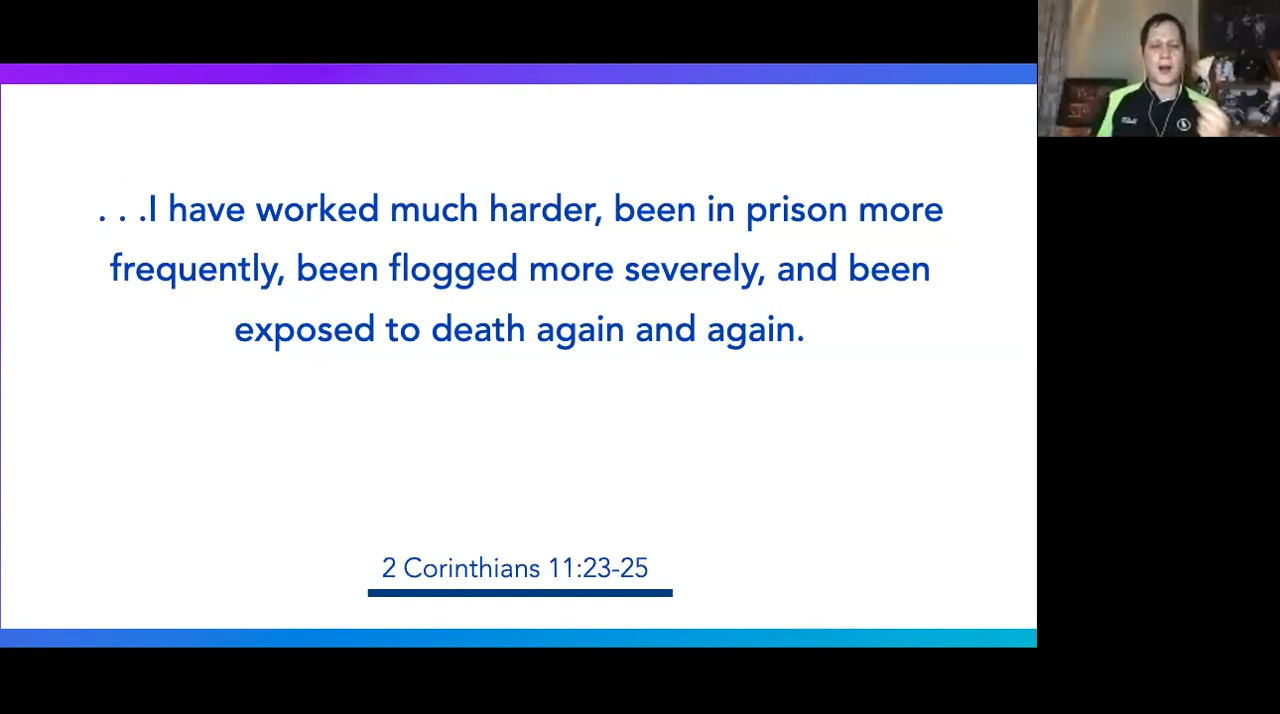 . . .I have worked much harder, been in prison more
frequently, been flogged more severely, and been
exposed to death again and again.
2 Corinthians 11:23-25